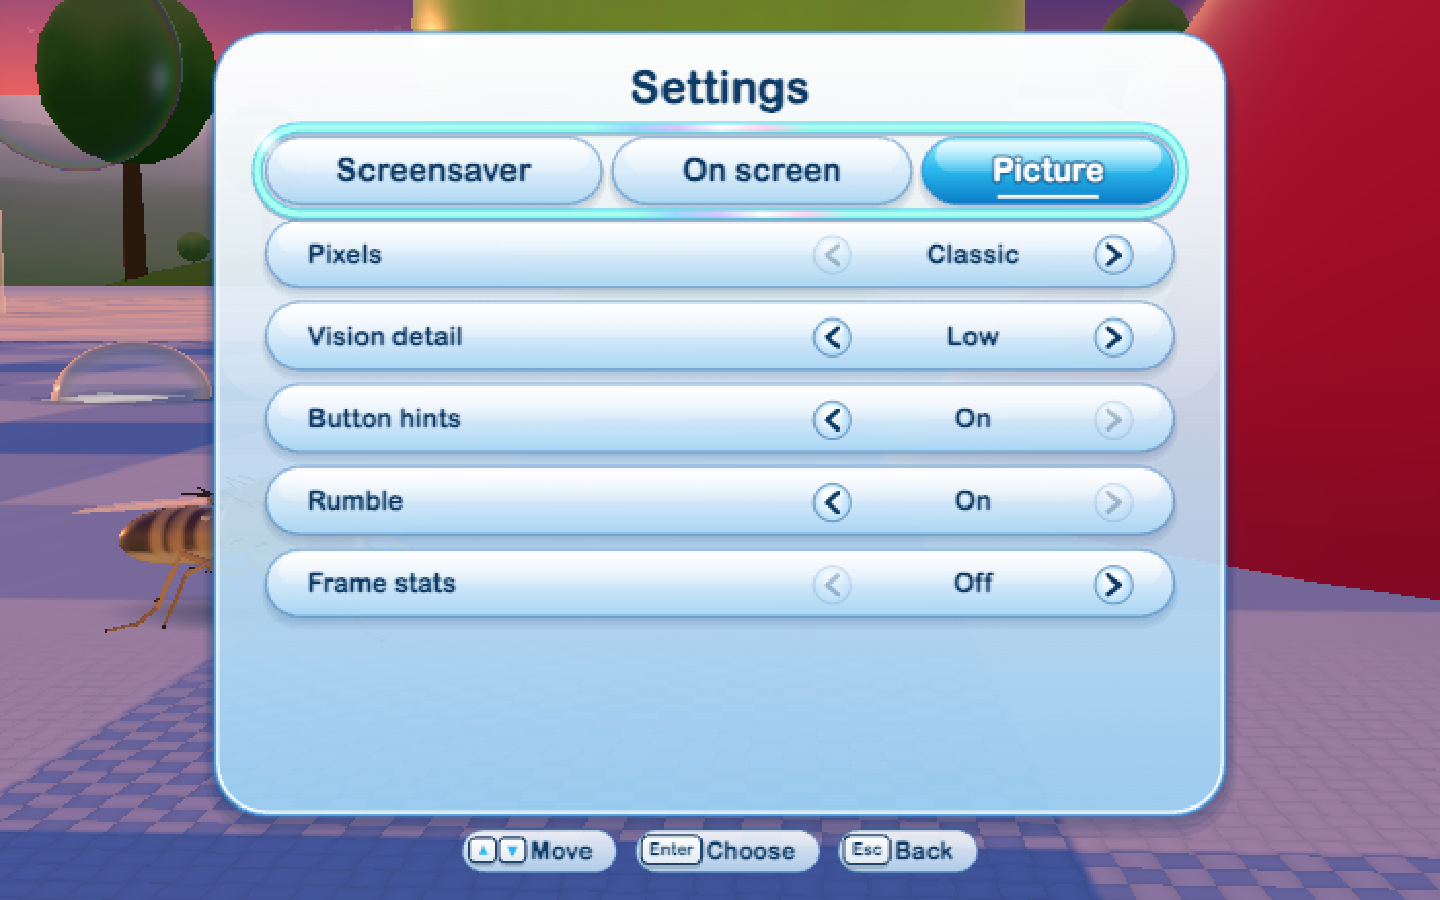 Settings
Screensaver On screen Picture
Pixels Classic
Vision detail Low
Button hints On
Rumble On
Frame stats Off
Move Enter Choose Esc Back